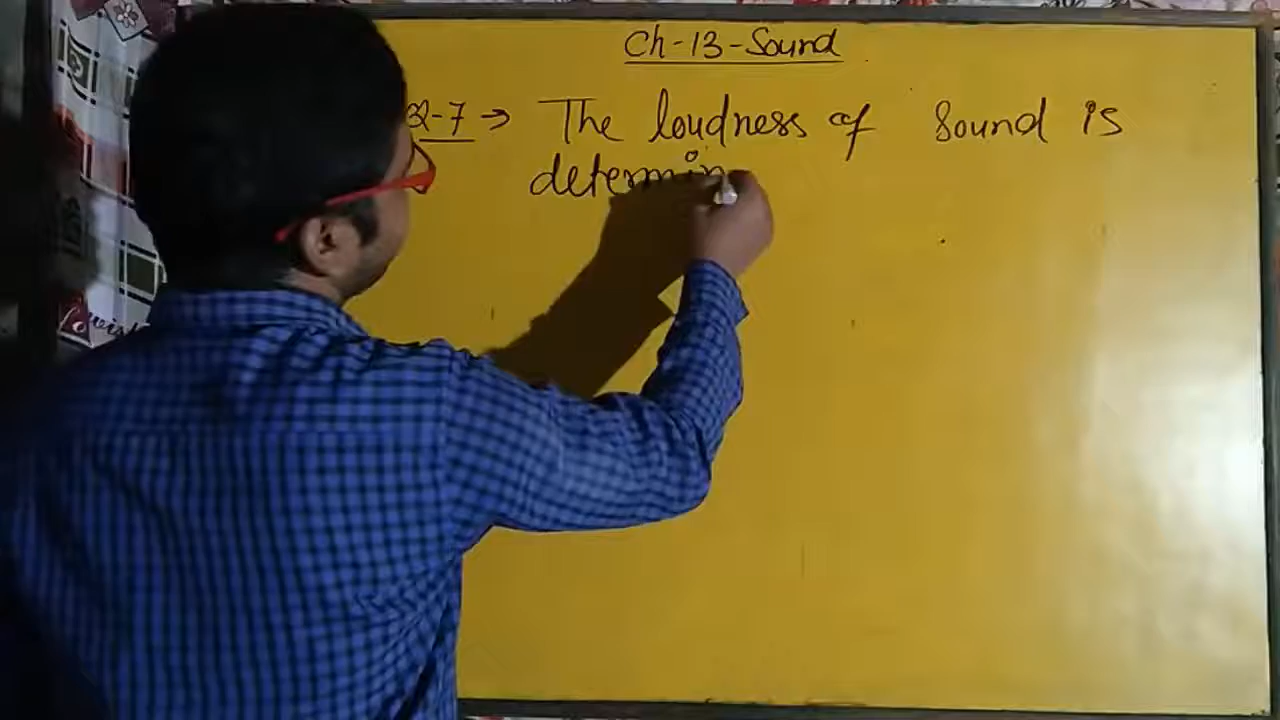 Ch-13-Sound
Q-7 → The loudness of Sound is
determin